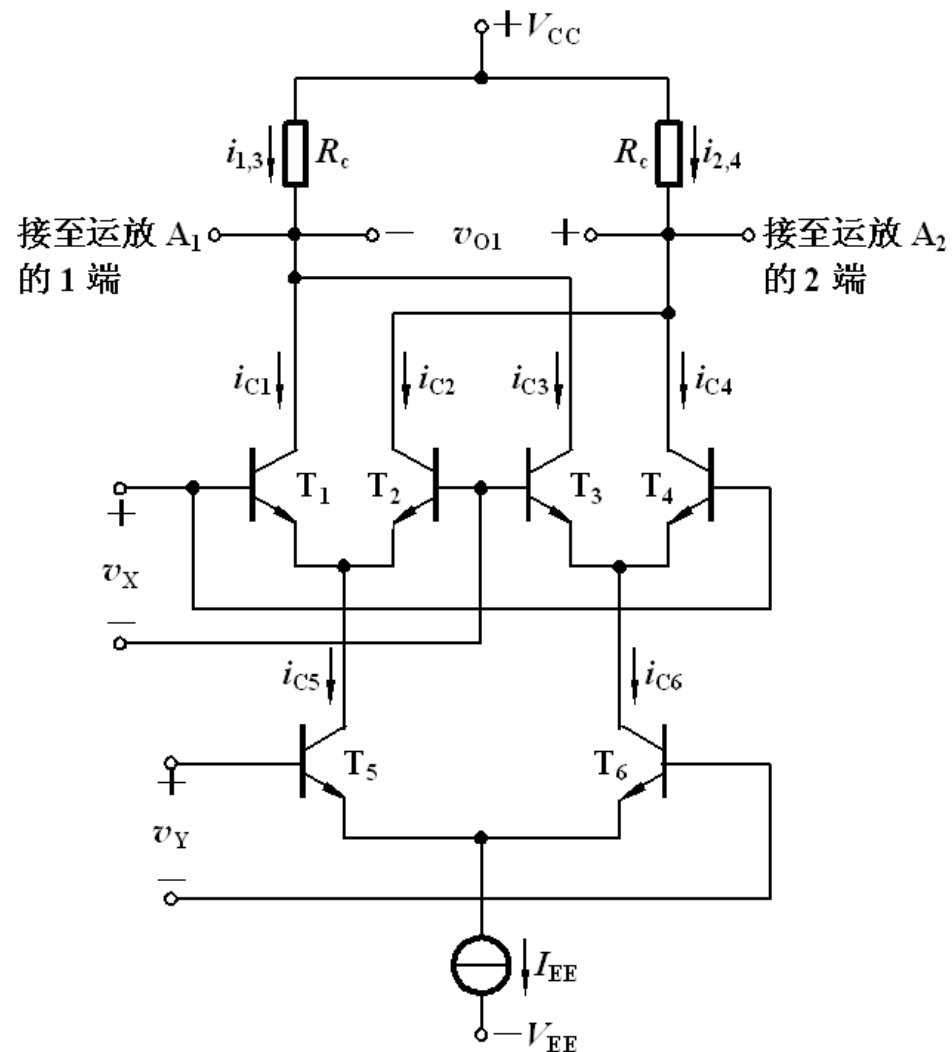 +V_CC
i_1,3
R_c
R_c
i_2,4
接至运放 A_1
的 1 端
− v_O1 +
接至运放 A_2
的 2 端
i_C1
i_C2
i_C3
i_C4
T_1
T_2
T_3
T_4
+
v_X
−
i_C5
i_C6
T_5
T_6
+
v_Y
−
I_EE
−V_EE